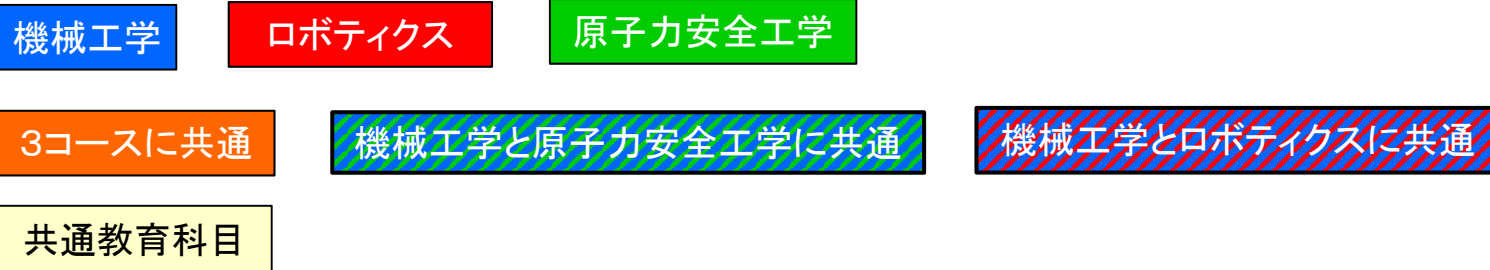 機械工学
ロボティクス
原子力安全工学
3コースに共通
機械工学と原子力安全工学に共通
機械工学とロボティクスに共通
共通教育科目